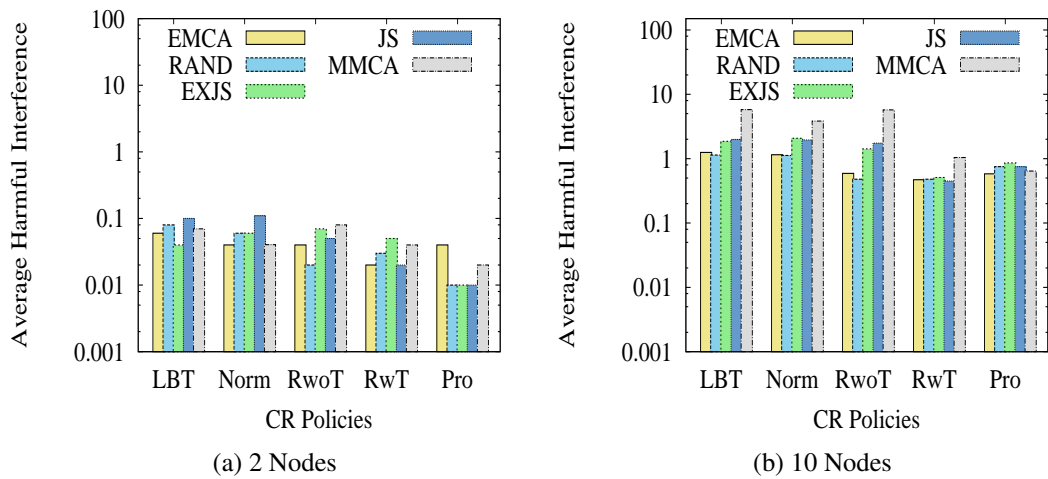 Average Harmful Interference
100
10
1
0.1
0.01
0.001
EMCA
RAND
EXJS
JS
MMCA
LBT Norm RwoT RwT Pro
CR Policies
(a) 2 Nodes
Average Harmful Interference
100
10
1
0.1
0.01
0.001
EMCA
RAND
EXJS
JS
MMCA
LBT Norm RwoT RwT Pro
CR Policies
(b) 10 Nodes